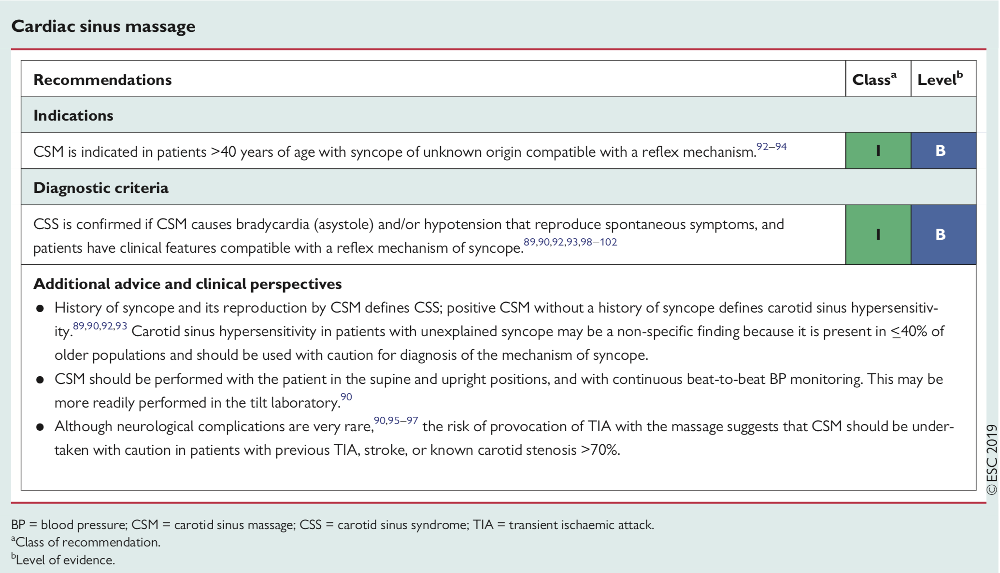 Cardiac sinus massage
Recommendations Classᵃ Levelᵇ
Indications
CSM is indicated in patients >40 years of age with syncope of unknown origin compatible with a reflex mechanism.⁹²⁻⁹⁴ I B
Diagnostic criteria
CSS is confirmed if CSM causes bradycardia (asystole) and/or hypotension that reproduce spontaneous symptoms, and
patients have clinical features compatible with a reflex mechanism of syncope.89,90,92,93,98–102 I B
Additional advice and clinical perspectives
● History of syncope and its reproduction by CSM defines CSS; positive CSM without a history of syncope defines carotid sinus hypersensitiv-
ity.89,90,92,93 Carotid sinus hypersensitivity in patients with unexplained syncope may be a non-specific finding because it is present in ≤40% of
older populations and should be used with caution for diagnosis of the mechanism of syncope.
● CSM should be performed with the patient in the supine and upright positions, and with continuous beat-to-beat BP monitoring. This may be
more readily performed in the tilt laboratory.90
● Although neurological complications are very rare,90,95–97 the risk of provocation of TIA with the massage suggests that CSM should be under-
taken with caution in patients with previous TIA, stroke, or known carotid stenosis >70%.
©ESC 2019
BP = blood pressure; CSM = carotid sinus massage; CSS = carotid sinus syndrome; TIA = transient ischaemic attack.
ᵃClass of recommendation.
ᵇLevel of evidence.